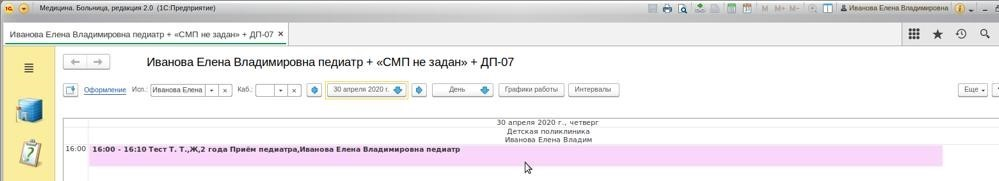 Медицина. Больница, редакция 2.0 (1С:Предприятие)
M M+ M-
Иванова Елена Владимировна
Иванова Елена Владимировна педиатр + «СМП не задан» + ДП-07 ×
Иванова Елена Владимировна педиатр + «СМП не задан» + ДП-07
Оформление Исп.: Иванова Елена Каб.: 30 апреля 2020 г. День Графики работы Интервалы Еще
30 апреля 2020 г., четверг
Детская поликлиника
Иванова Елена Владим
16:00 16:00 - 16:10 Тест Т. Т.,Ж,2 года Приём педиатра,Иванова Елена Владимировна педиатр